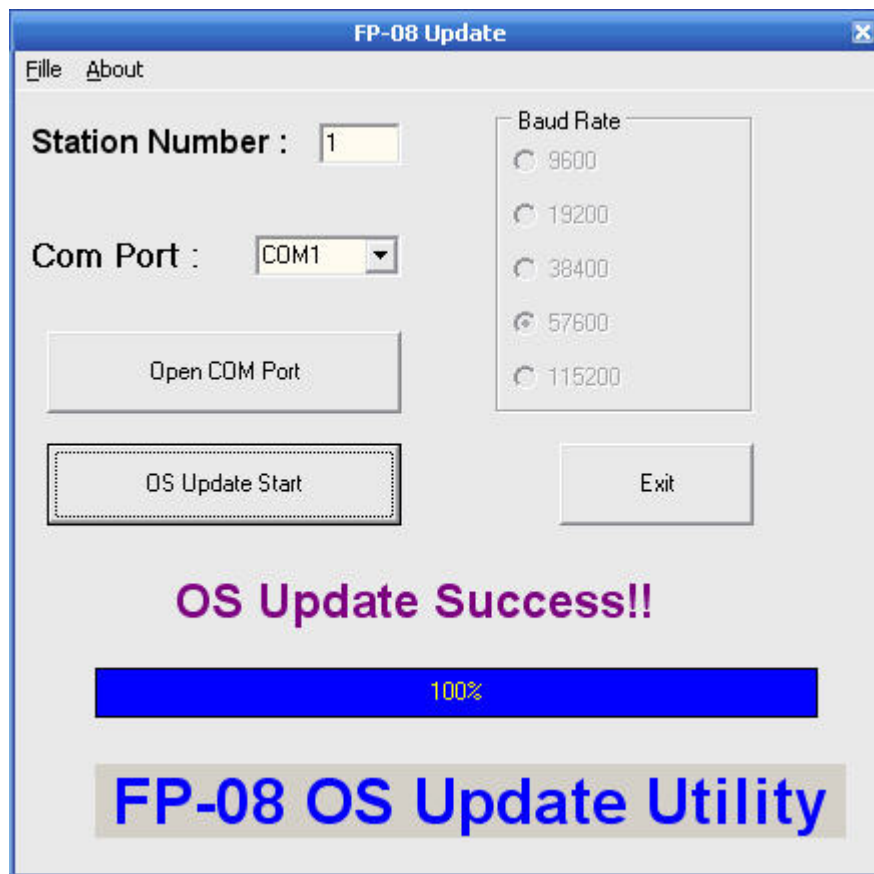 FP-08 Update
Fille About
Station Number : 1
Com Port : COM1
Open COM Port
OS Update Start
Baud Rate
9600
19200
38400
57600
115200
Exit
OS Update Success!!
100%
FP-08 OS Update Utility